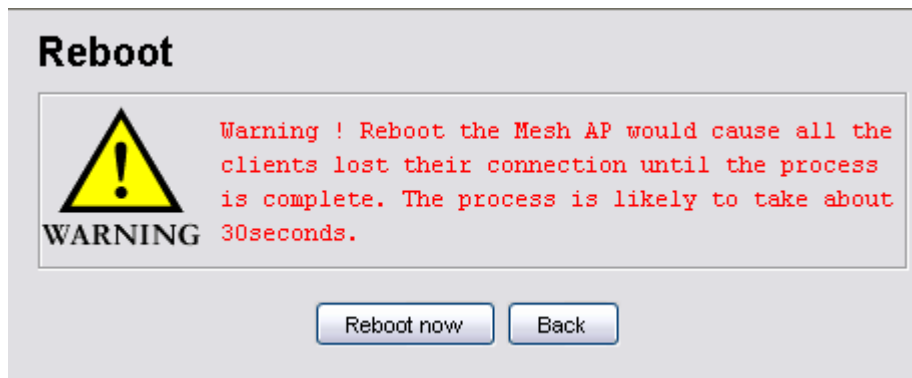 Reboot
Warning ! Reboot the Mesh AP would cause all the
clients lost their connection until the process
is complete. The process is likely to take about
30seconds.
WARNING
Reboot now
Back